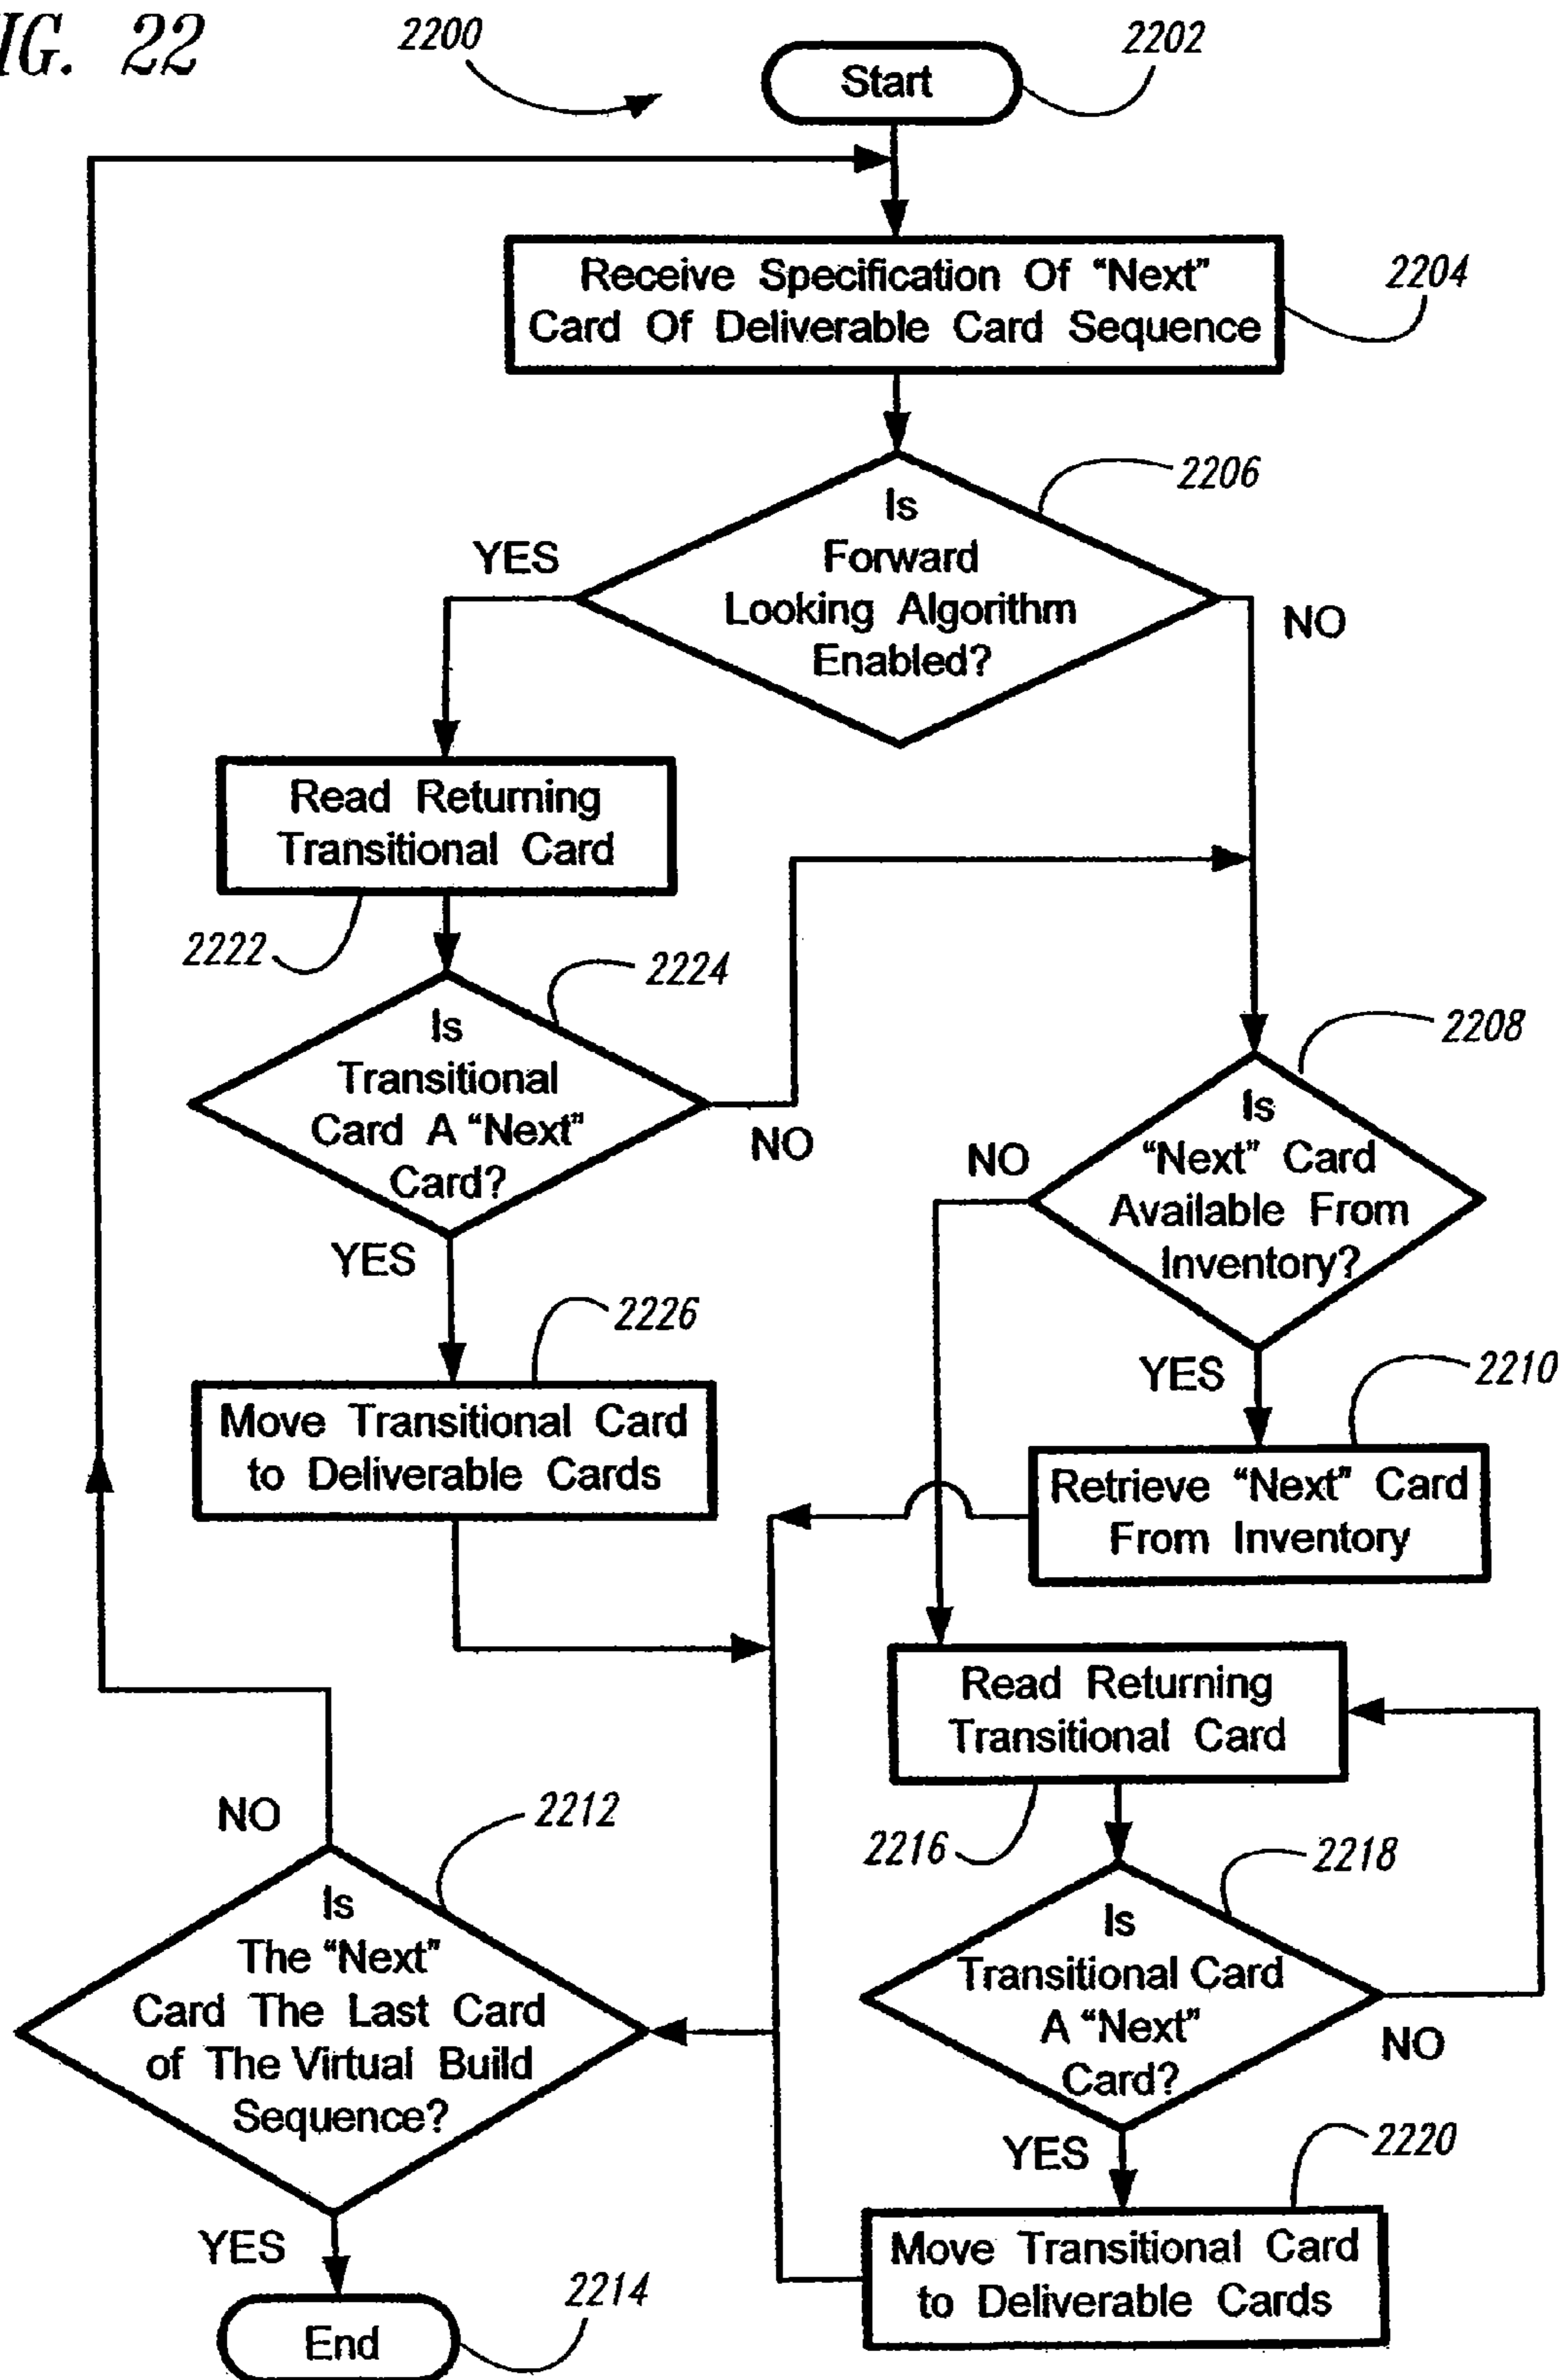 IG. 22
2200
2202
Start
Receive Specification Of “Next”
Card Of Deliverable Card Sequence
2204
2206
Is
Forward
Looking Algorithm
Enabled?
YES
NO
Read Returning
Transitional Card
2222
2224
Is
Transitional
Card A “Next”
Card?
NO
YES
2208
Is
“Next” Card
Available From
Inventory?
NO
YES
2226
Move Transitional Card
to Deliverable Cards
2210
Retrieve “Next” Card
From Inventory
Read Returning
Transitional Card
2216
2218
Is
Transitional Card
A “Next”
Card?
NO
YES
2220
Move Transitional Card
to Deliverable Cards
NO
2212
Is
The “Next”
Card The Last Card
of The Virtual Build
Sequence?
YES
End
2214